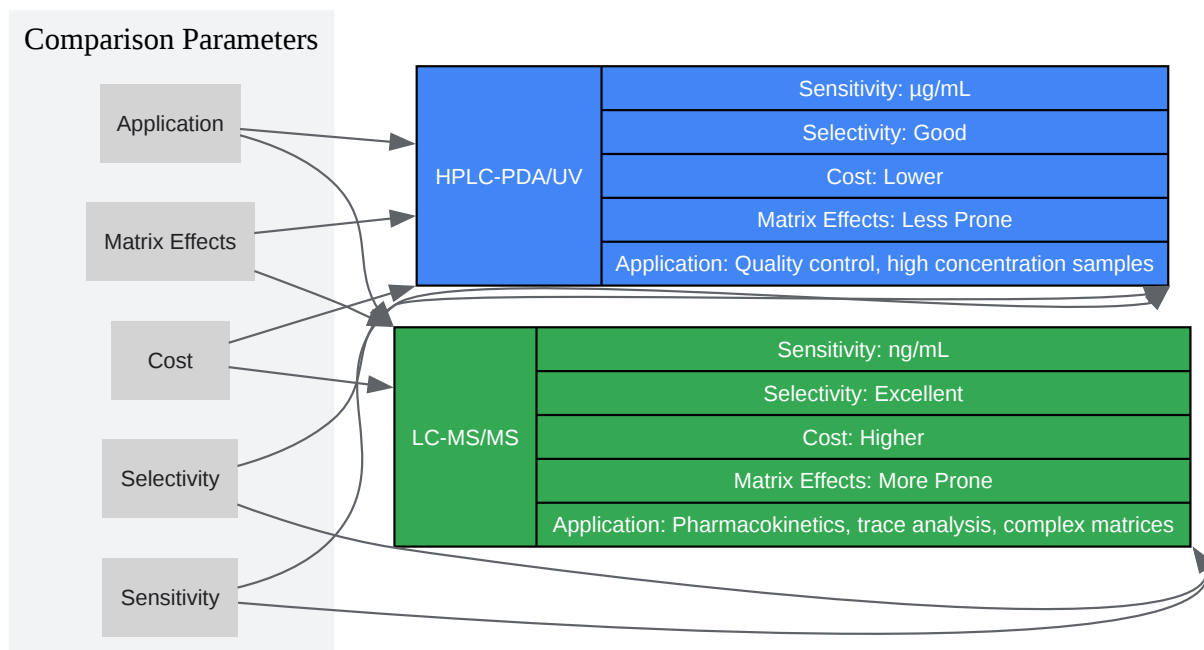 Comparison Parameters
Application
Matrix Effects
Cost
Selectivity
Sensitivity
HPLC-PDA/UV
Sensitivity: µg/mL
Selectivity: Good
Cost: Lower
Matrix Effects: Less Prone
Application: Quality control, high concentration samples
LC-MS/MS
Sensitivity: ng/mL
Selectivity: Excellent
Cost: Higher
Matrix Effects: More Prone
Application: Pharmacokinetics, trace analysis, complex matrices